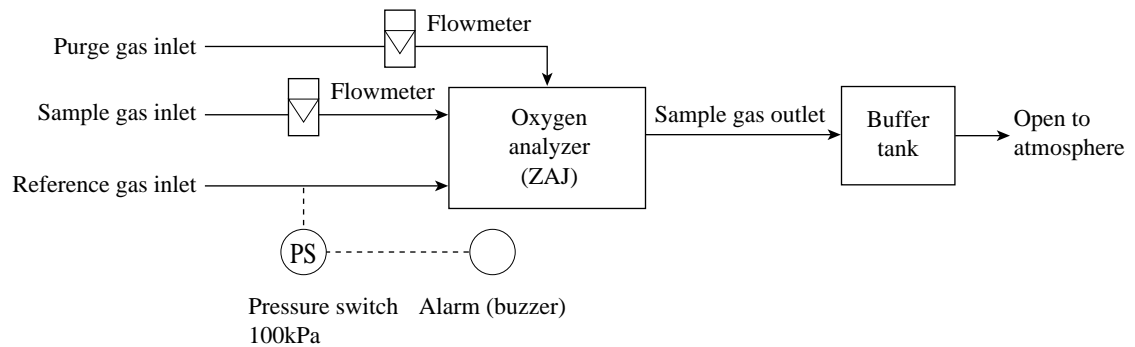 Flowmeter
Purge gas inlet
Flowmeter
Sample gas inlet
Reference gas inlet
Oxygen
analyzer
(ZAJ)
Sample gas outlet
Buffer
tank
Open to
atmosphere
PS
Pressure switch
100kPa
Alarm (buzzer)